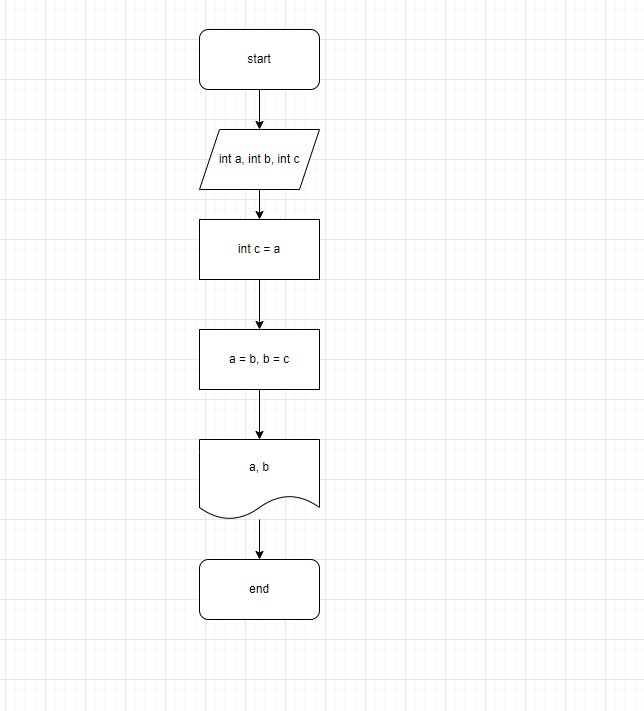 start
int a, int b, int c
int c = a
a = b, b = c
a, b
end